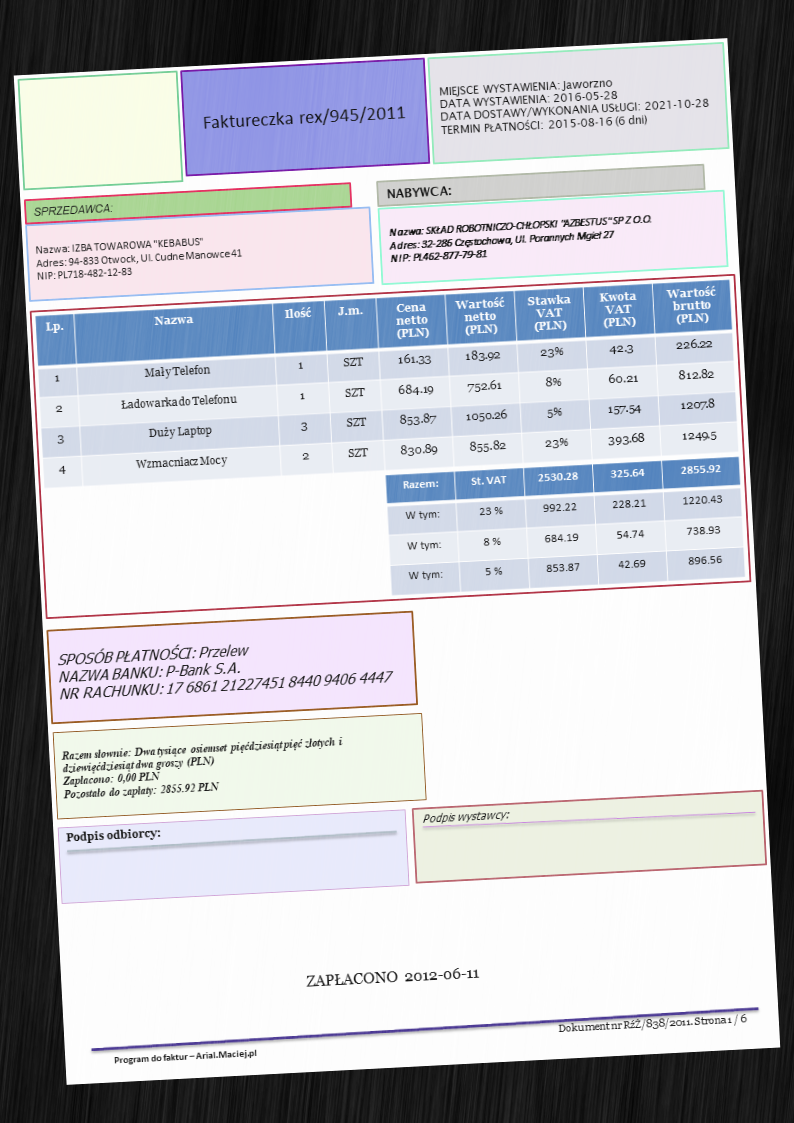 Faktureczka rex/945/2011
MIEJSCE WYSTAWIENIA: Jaworzno
DATA WYSTAWIENIA: 2016-05-28
DATA DOSTAWY/WYKONANIA USŁUGI: 2021-10-28
TERMIN PŁATNOŚCI: 2015-08-16 (6 dni)
SPRZEDAWCA:
Nazwa: IZBA TOWAROWA "KEBABUS"
Adres: 94-833 Otwock, Ul. Cudne Manowce 41
NIP: PL718-482-12-83
NABYWCA:
Nazwa: SKŁAD ROBOTNICZO-CHŁOPSKI "AZBESTUS" SP Z O.O.
Adres: 32-286 Częstochowa, Ul. Porannych Mgieł 27
NIP: PL462-877-79-81
Lp. Nazwa Ilość J.m. Cena netto (PLN) Wartość netto (PLN) Stawka VAT (PLN) Kwota VAT (PLN) Wartość brutto (PLN)
1 Mały Telefon 1 SZT 161.33 183.92 23% 42.3 226.22
2 Ładowarka do Telefonu 1 SZT 684.19 752.61 8% 60.21 812.82
3 Duży Laptop 3 SZT 853.87 1050.26 5% 157.54 1207.8
4 Wzmacniacz Mocy 2 SZT 830.89 855.82 23% 393.68 1249.5
Razem: St. VAT 2530.28 325.64 2855.92
W tym: 23 % 992.22 228.21 1220.43
W tym: 8 % 684.19 54.74 738.93
W tym: 5 % 853.87 42.69 896.56
SPOSÓB PŁATNOŚCI: Przelew
NAZWA BANKU: P-Bank S.A.
NR RACHUNKU: 17 6861 21227451 8440 9406 4447
Razem słownie: Dwa tysiące osiemset pięćdziesiąt pięć złotych i
dziewięćdziesiąt dwa groszy (PLN)
Zapłacono: 0,00 PLN
Pozostało do zapłaty: 2855.92 PLN
Podpis odbiorcy:
Podpis wystawcy:
ZAPŁACONO 2012-06-11
Program do faktur – Arial.Maciej.pl
Dokument nr RźŻ/838/2011. Strona 1 / 6